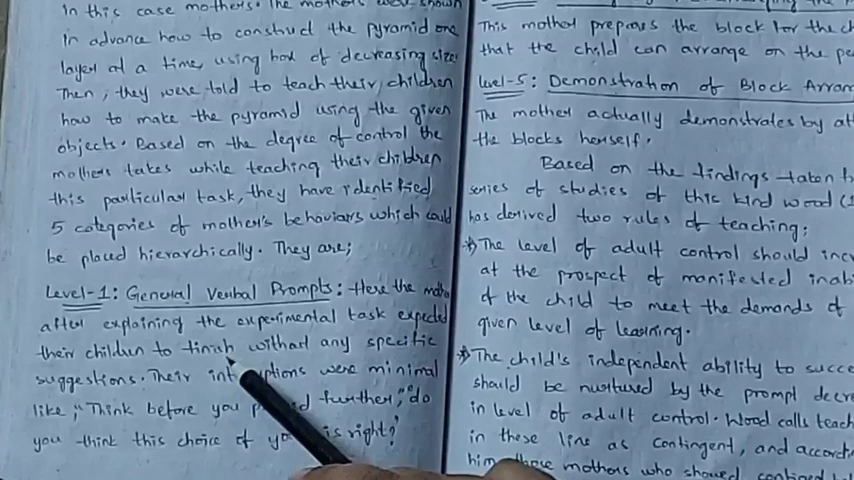 in this case mothers. The mothers were shown
in advance how to construct the pyramid one
layer at a time, using box of decreasing size.
Then, they were told to teach their children
how to make the pyramid using the given
objects. Based on the degree of control the
mothers takes while teaching their children
this particular task, they have identified
5 categories of mother's behaviours which could
be placed hierarchically. They are;
Level-1: General Verbal Prompts: Here the
after explaining the experimental task expected
their children to finish without any specific
suggestions. Their were minimal
like, "Think before you further," "do
you think this choice of is right?"
This mother prepares the block for the
that the child can arrange on the
Level-5: Demonstration of Block
The mother actually demonstrates by
the blocks herself.
Based on the findings taken
series of studies of this kind Wood
has derived two rules of teaching:
* The level of adult control should
at the prospect of manifested
of the child to meet the demands of
given level of learning.
* The child's independent ability to
should be nurtured by the prompt
in level of adult control. Wood calls
in these line as contingent, and
him those mothers who showed